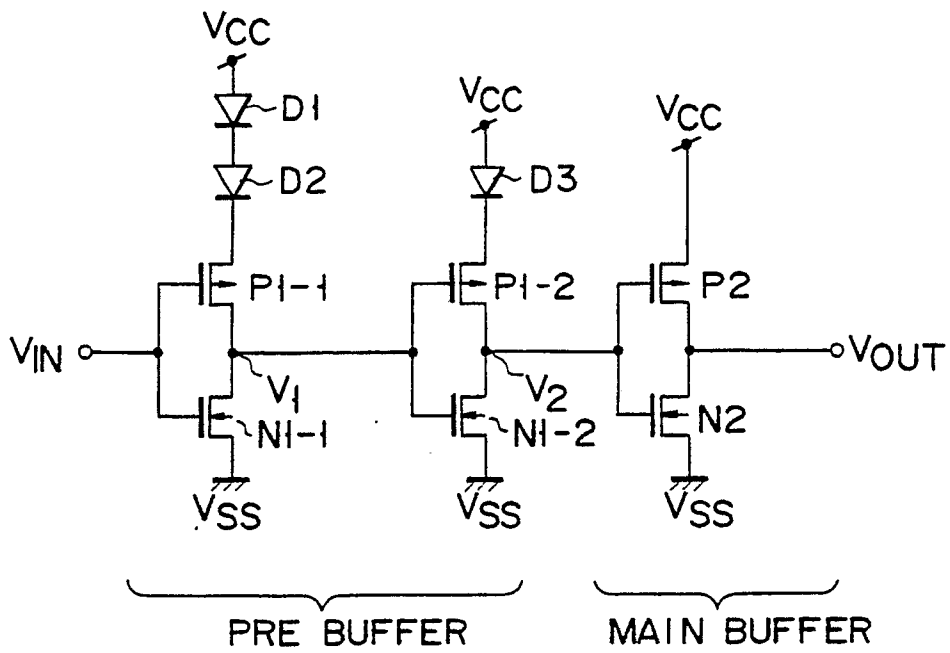 VCC
D1
D2
VCC
D3
VCC
P1-1
P1-2
P2
VIN
V1
V2
VOUT
N1-1
N1-2
N2
VSS
VSS
VSS
PRE BUFFER
MAIN BUFFER